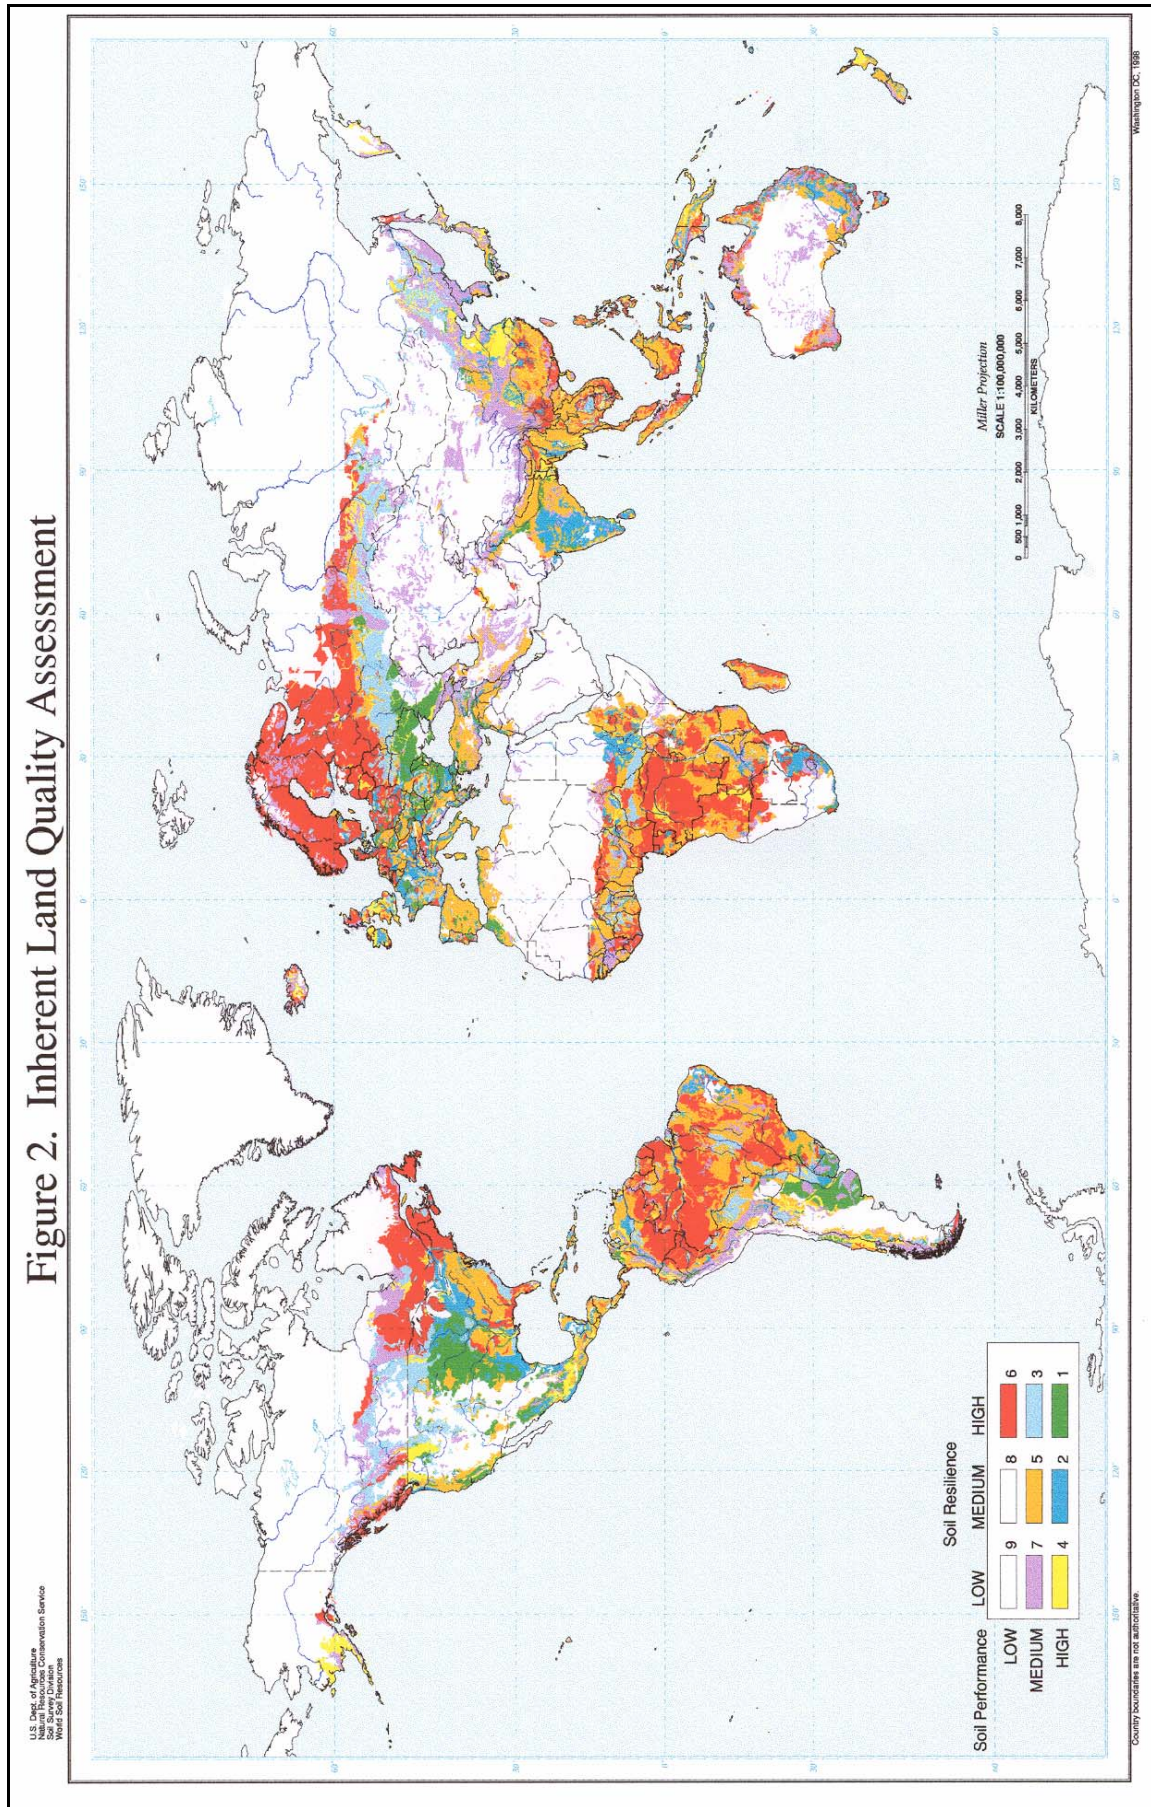 Figure 2. Inherent Land Quality Assessment
U.S. Dept. of Agriculture
Natural Resources Conservation Service
Soil Survey Division
World Soil Resources
Soil Resilience
Soil Performance LOW MEDIUM HIGH
LOW 9 8 6
MEDIUM 7 5 3
HIGH 4 2 1
Miller Projection
SCALE 1:100,000,000
0 500 1,000 2,000 3,000 4,000 5,000 6,000 7,000 8,000
KILOMETERS
Country boundaries are not authoritative.
Washington DC, 1998